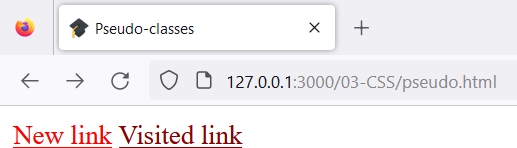 Pseudo-classes
127.0.0.1:3000/03-CSS/pseudo.html
New link Visited link